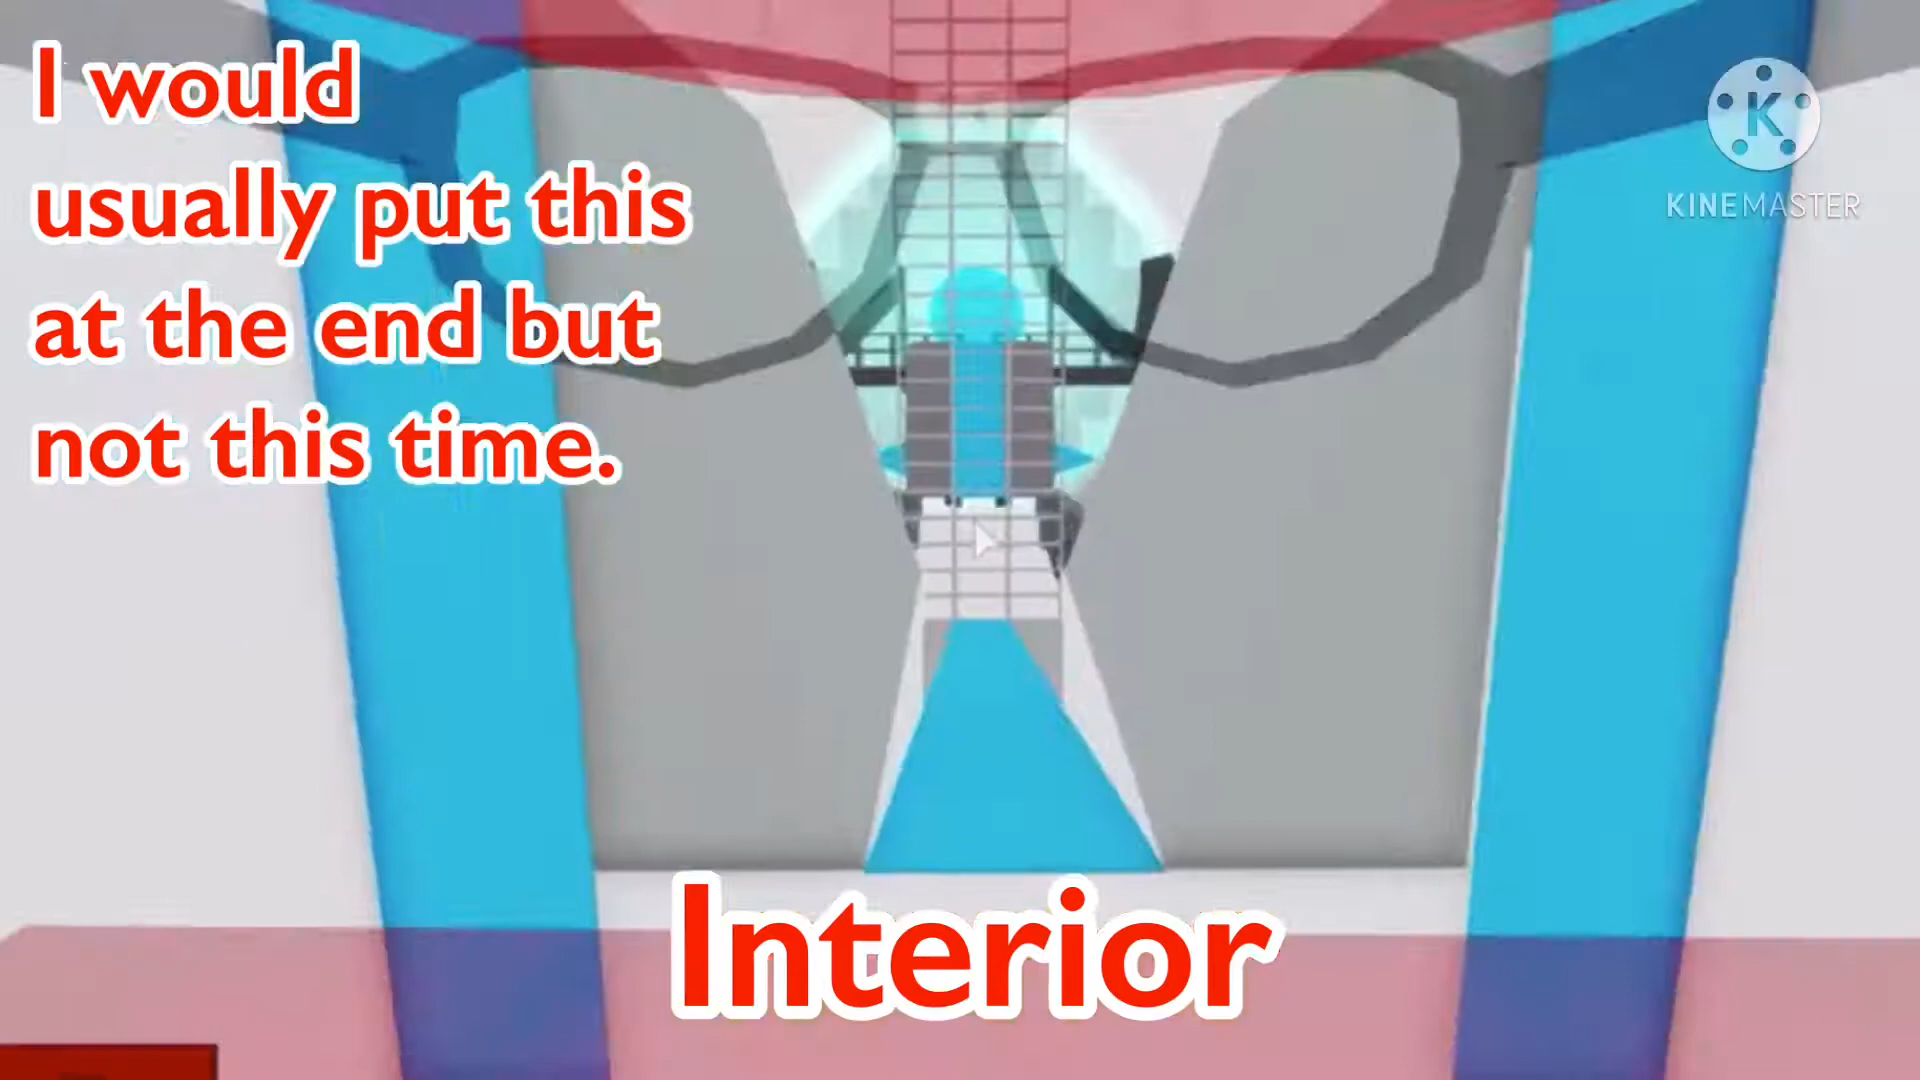 I would
usually put this
at the end but
not this time.
K
KINEMASTER
Interior